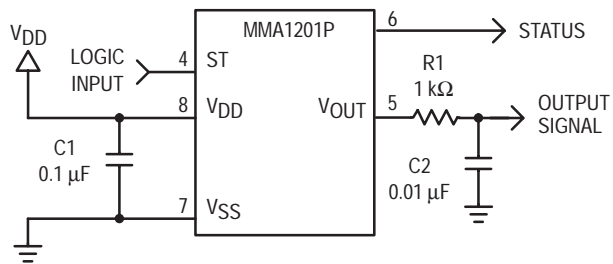 VDD
LOGIC
INPUT
4
ST
MMA1201P
6
STATUS
R1
1 kΩ
8
VDD
VOUT
5
OUTPUT
SIGNAL
C1
0.1 µF
C2
0.01 µF
7
VSS